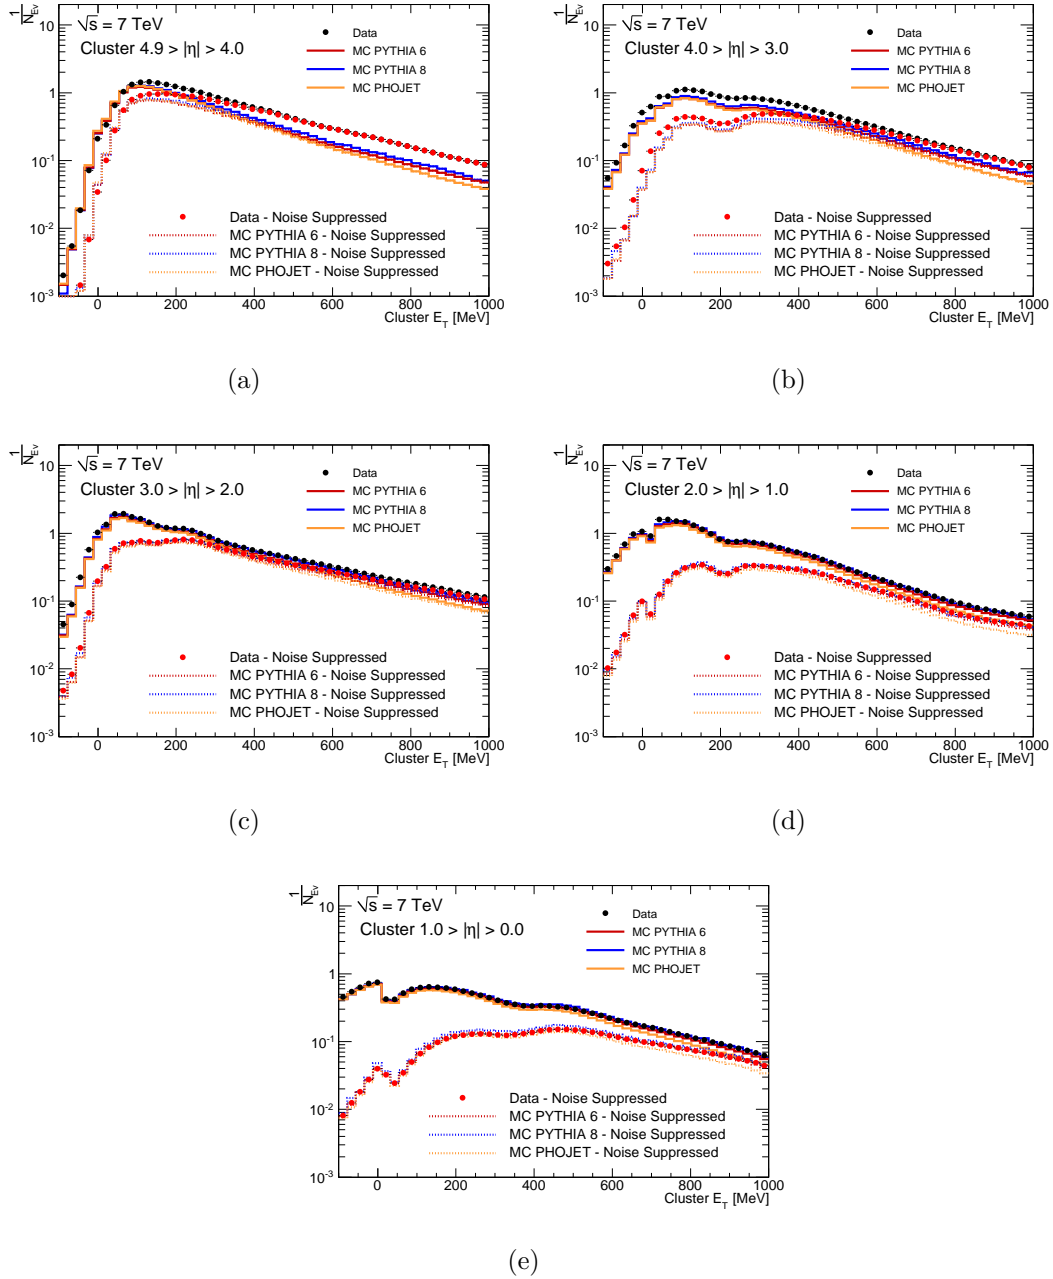 1
N_Ev
√s = 7 TeV
Cluster 4.9 > |η| > 4.0
Data
MC PYTHIA 6
MC PYTHIA 8
MC PHOJET
Data - Noise Suppressed
MC PYTHIA 6 - Noise Suppressed
MC PYTHIA 8 - Noise Suppressed
MC PHOJET - Noise Suppressed
10
1
10^-1
10^-2
10^-3
0 200 400 600 800 1000
Cluster E_T [MeV]
(a)
1
N_Ev
√s = 7 TeV
Cluster 4.0 > |η| > 3.0
Data
MC PYTHIA 6
MC PYTHIA 8
MC PHOJET
Data - Noise Suppressed
MC PYTHIA 6 - Noise Suppressed
MC PYTHIA 8 - Noise Suppressed
MC PHOJET - Noise Suppressed
10
1
10^-1
10^-2
10^-3
0 200 400 600 800 1000
Cluster E_T [MeV]
(b)
1
N_Ev
√s = 7 TeV
Cluster 3.0 > |η| > 2.0
Data
MC PYTHIA 6
MC PYTHIA 8
MC PHOJET
Data - Noise Suppressed
MC PYTHIA 6 - Noise Suppressed
MC PYTHIA 8 - Noise Suppressed
MC PHOJET - Noise Suppressed
10
1
10^-1
10^-2
10^-3
0 200 400 600 800 1000
Cluster E_T [MeV]
(c)
1
N_Ev
√s = 7 TeV
Cluster 2.0 > |η| > 1.0
Data
MC PYTHIA 6
MC PYTHIA 8
MC PHOJET
Data - Noise Suppressed
MC PYTHIA 6 - Noise Suppressed
MC PYTHIA 8 - Noise Suppressed
MC PHOJET - Noise Suppressed
10
1
10^-1
10^-2
10^-3
0 200 400 600 800 1000
Cluster E_T [MeV]
(d)
1
N_Ev
√s = 7 TeV
Cluster 1.0 > |η| > 0.0
Data
MC PYTHIA 6
MC PYTHIA 8
MC PHOJET
Data - Noise Suppressed
MC PYTHIA 6 - Noise Suppressed
MC PYTHIA 8 - Noise Suppressed
MC PHOJET - Noise Suppressed
10
1
10^-1
10^-2
10^-3
0 200 400 600 800 1000
Cluster E_T [MeV]
(e)